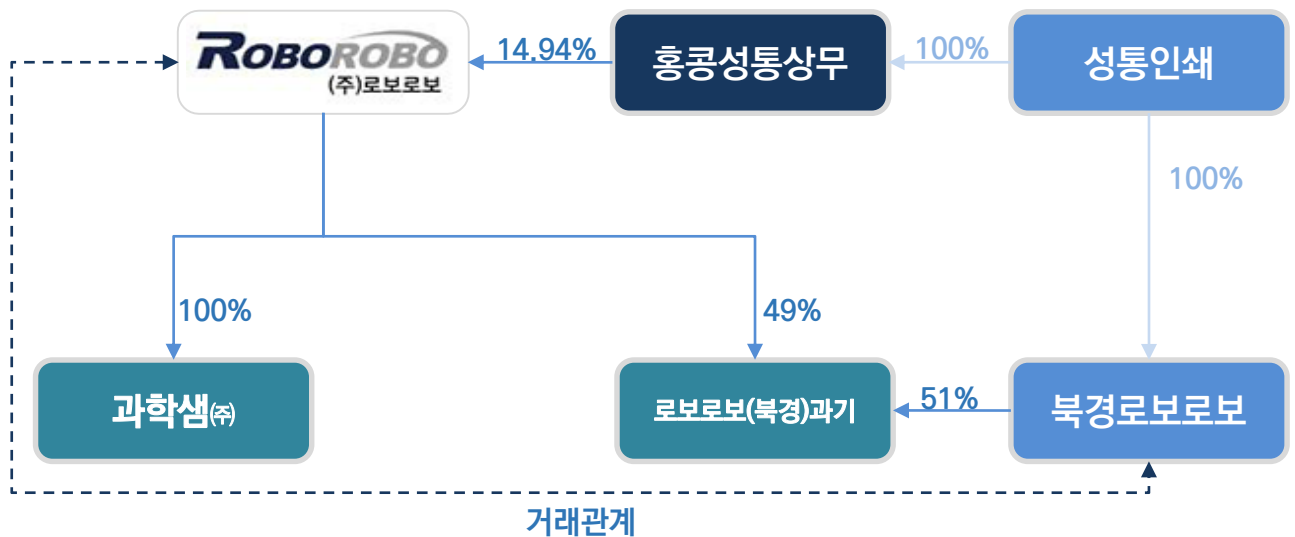 ROBOROBO
(주)로보로보
14.94%
홍콩성통상무
100%
성통인쇄
100%
100%
49%
과학샘(주)
로보로보(북경)과기
51%
북경로보로보
거래관계